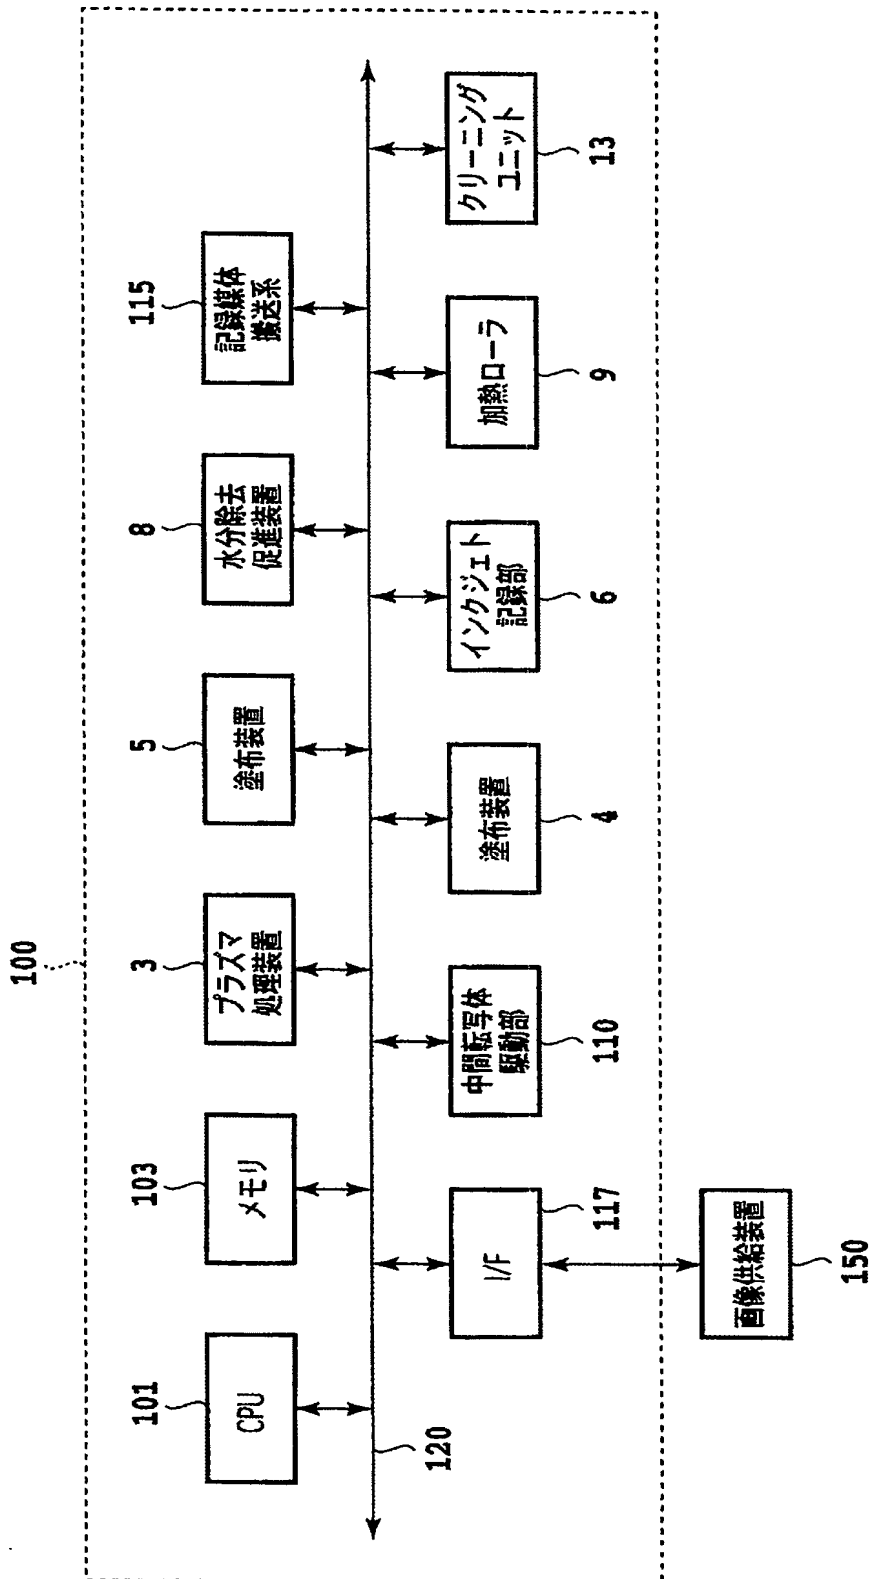 100
101
CPU
103
メモリ
3
プラズマ
処理装置
5
塗布装置
8
水分除去
促進装置
115
記録媒体
搬送系
120
I/F
117
中間転写体
駆動部
110
塗布装置
4
インクジェト
記録部
6
加熱ローラ
9
クリーニング
ユニット
13
画像供給装置
150